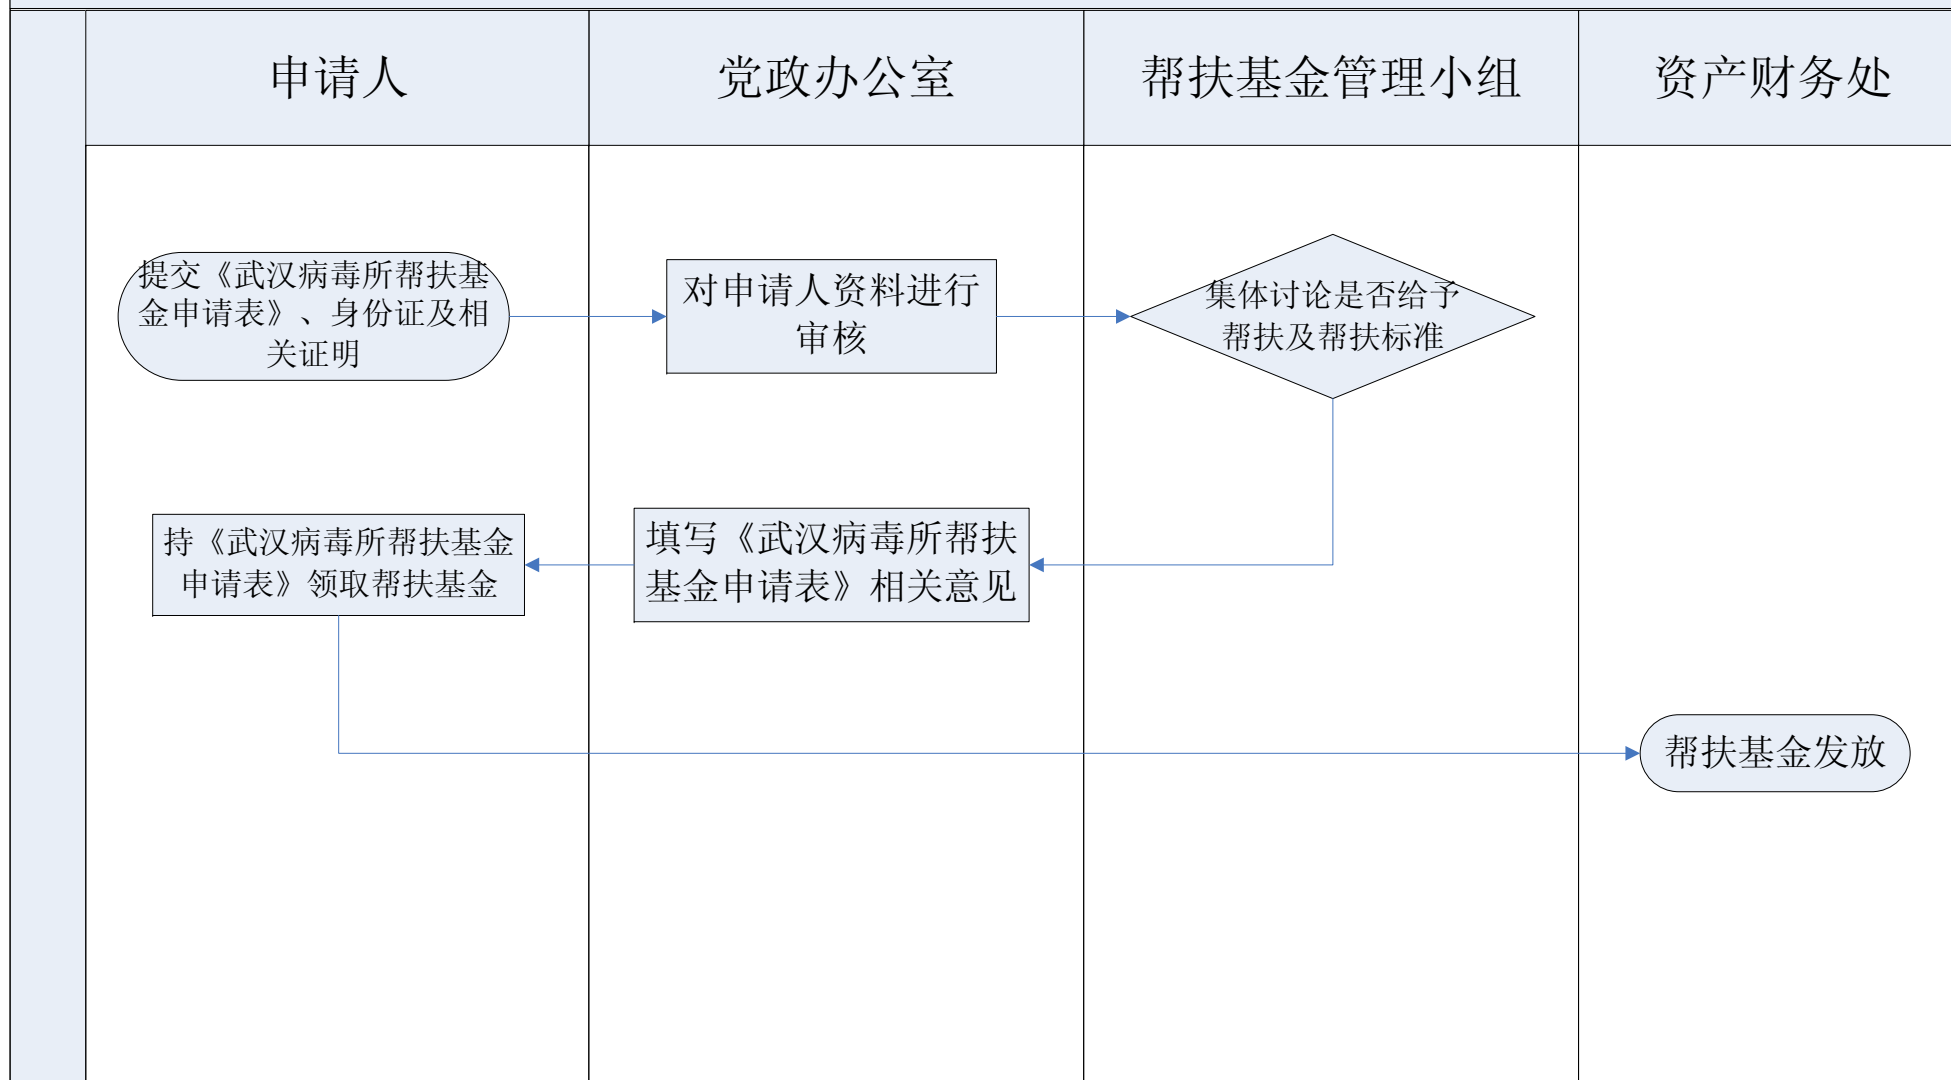 申请人
党政办公室
帮扶基金管理小组
资产财务处
提交《武汉病毒所帮扶基
金申请表》、身份证及相
关证明
对申请人资料进行
审核
集体讨论是否给予
帮扶及帮扶标准
持《武汉病毒所帮扶基金
申请表》领取帮扶基金
填写《武汉病毒所帮扶
基金申请表》相关意见
帮扶基金发放